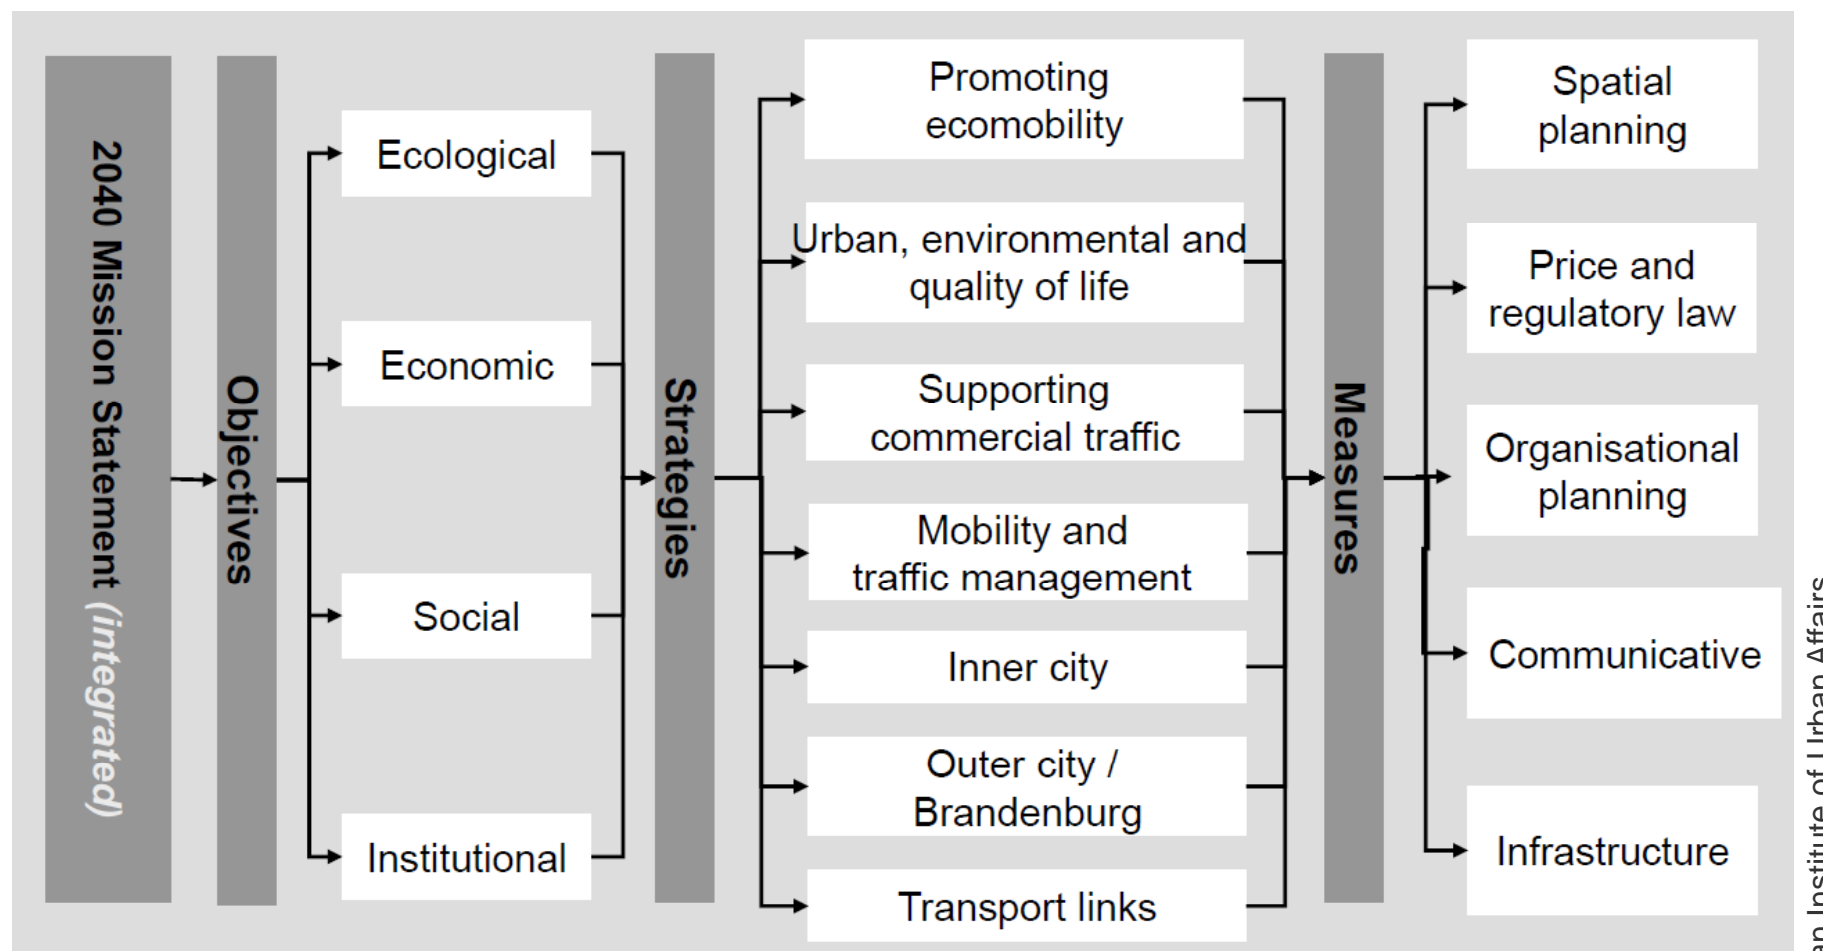 2040 Mission Statement (integrated)
Objectives
Ecological
Economic
Social
Institutional
Strategies
Promoting
ecomobility
Urban, environmental and
quality of life
Supporting
commercial traffic
Mobility and
traffic management
Inner city
Outer city /
Brandenburg
Transport links
Measures
Spatial
planning
Price and
regulatory law
Organisational
planning
Communicative
Infrastructure
Institute of Urban Affairs